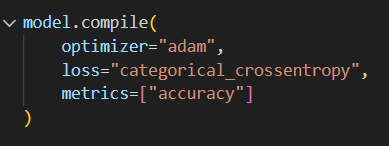 model.compile(
    optimizer="adam",
    loss="categorical_crossentropy",
    metrics=["accuracy"]
)